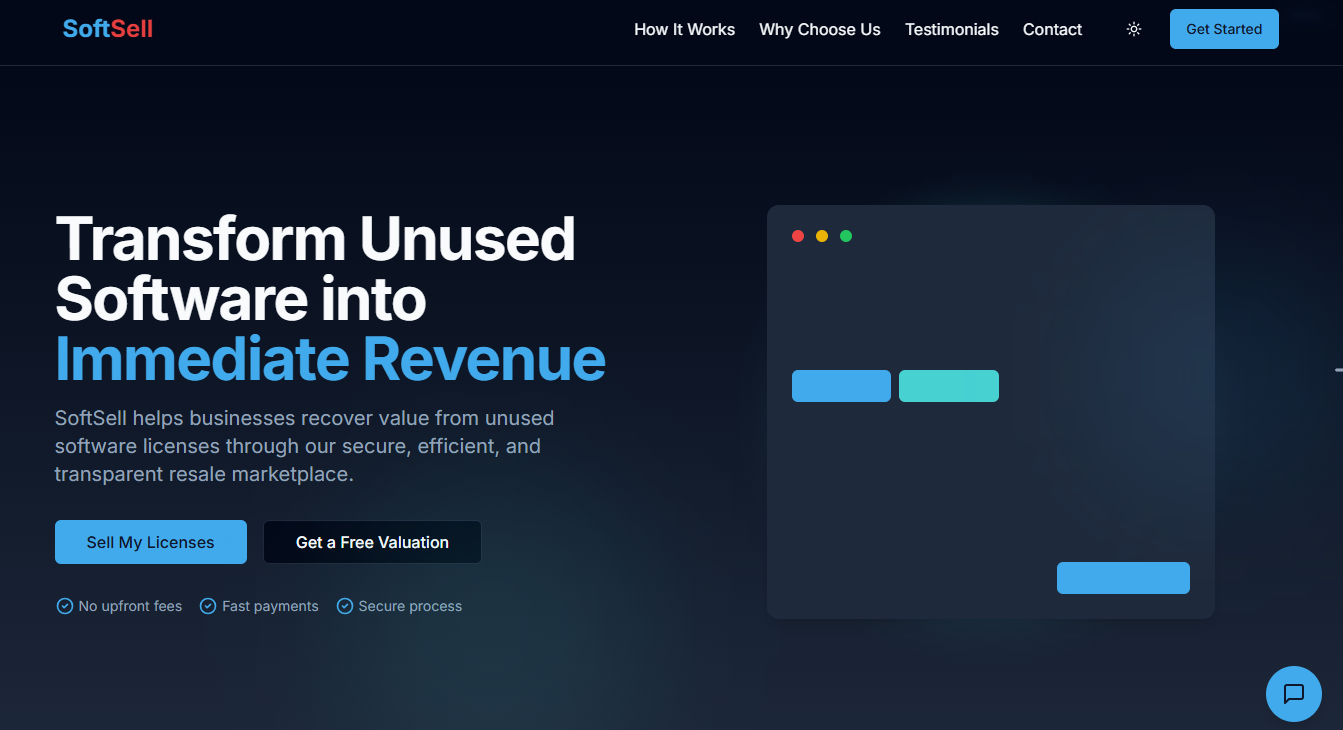 SoftSell
How It Works
Why Choose Us
Testimonials
Contact
Get Started
Transform Unused
Software into
Immediate Revenue
SoftSell helps businesses recover value from unused
software licenses through our secure, efficient, and
transparent resale marketplace.
Sell My Licenses
Get a Free Valuation
No upfront fees
Fast payments
Secure process